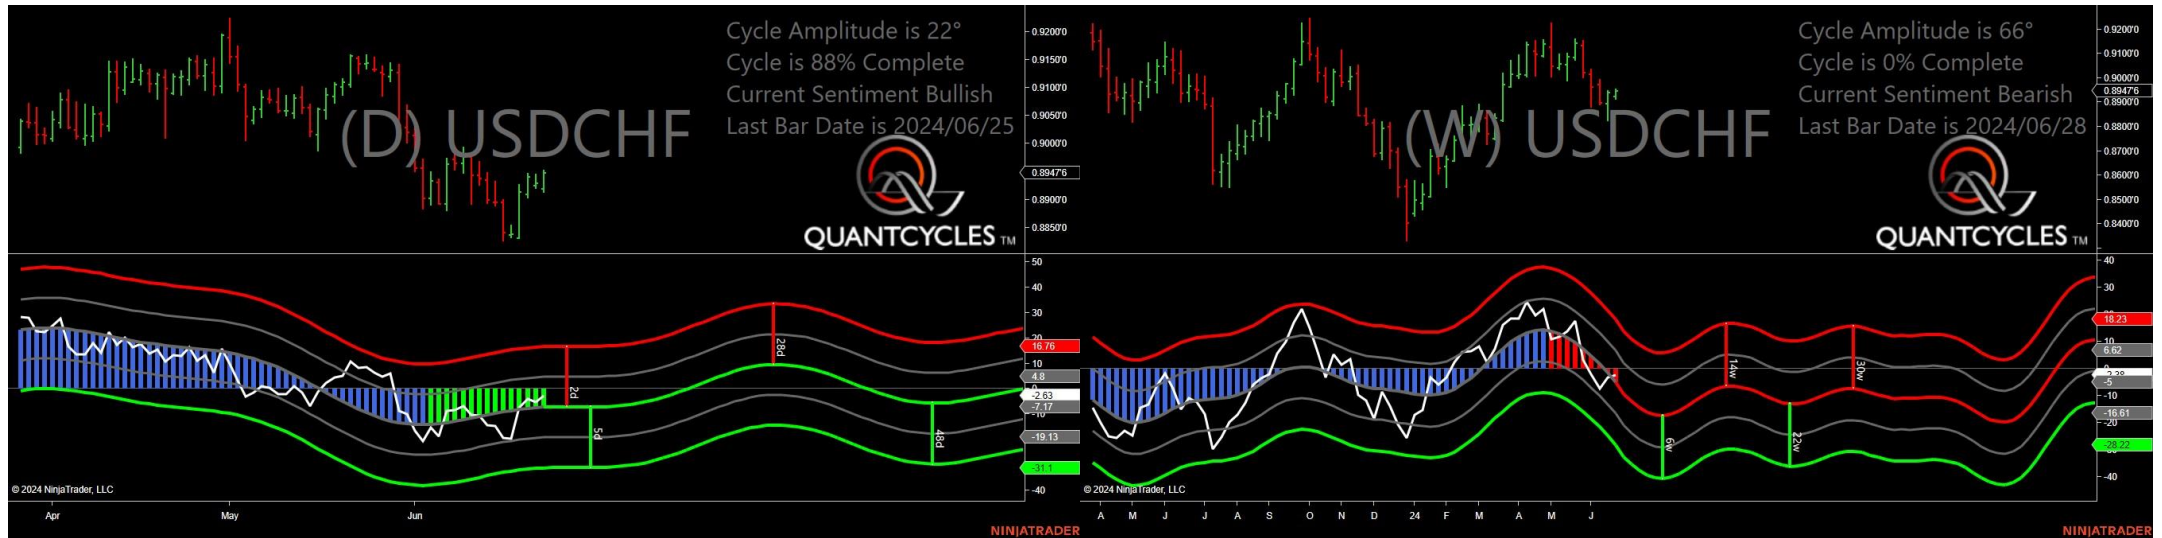 Cycle Amplitude is 22°
Cycle is 88% Complete
Current Sentiment Bullish
Last Bar Date is 2024/06/25
(D) USDCHF
QUANTCYCLES TM
0.9200'0
0.9150'0
0.9100'0
0.9050'0
0.9000'0
0.8947'6
0.8900'0
0.8850'0
50
40
30
20
16.76
10
4.8
0
-2.63
-7.17
-10
-19.13
-31.1
-40
2d
5d
28d
48d
© 2024 NinjaTrader, LLC
Apr
May
Jun
NINJATRADER
Cycle Amplitude is 66°
Cycle is 0% Complete
Current Sentiment Bearish
Last Bar Date is 2024/06/28
(W) USDCHF
QUANTCYCLES TM
0.9200'0
0.9100'0
0.9000'0
0.8947'6
0.8900'0
0.8800'0
0.8700'0
0.8600'0
0.8500'0
0.8400'0
40
30
18.23
10
6.62
-5
-10
-16.61
-20
-28.22
-40
6w
14w
22w
30w
© 2024 NinjaTrader, LLC
A
M
J
J
A
S
O
N
D
24
F
M
A
M
J
NINJATRADER